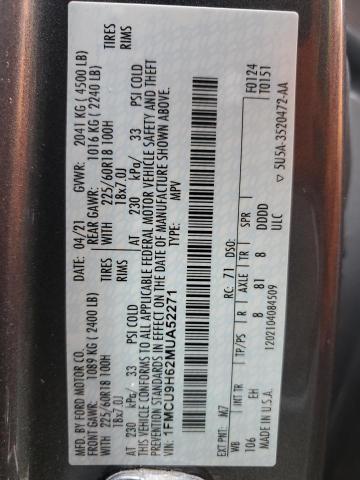 MFD. BY FORD MOTOR CO. DATE: 04/21 GVWR: 2041 KG ( 4500 LB)
FRONT GAWR: 1089 KG (2400 LB) REAR GAWR: 1016 KG (2240 LB)
WITH 225/60R18 100H TIRES WITH 225/60R18 100H TIRES
18x7.0J RIMS 18x7.0J RIMS
AT 230 kPa/ 33 PSI COLD AT 230 kPa/ 33 PSI COLD
THIS VEHICLE CONFORMS TO ALL APPLICABLE FEDERAL MOTOR VEHICLE SAFETY AND THEFT
PREVENTION STANDARDS IN EFFECT ON THE DATE OF MANUFACTURE SHOWN ABOVE.
VIN: 1FMCU9H62MUA52271 TYPE: MPV
F0124
T0151
EXT PNT: M7 RC: 71 DSO:
WB TP/PS R AXLE TR SPR
106 EH 8 81 8 DDDD
ULC
MADE IN U.S.A. 1202104084509 5U5A-3520472-AA